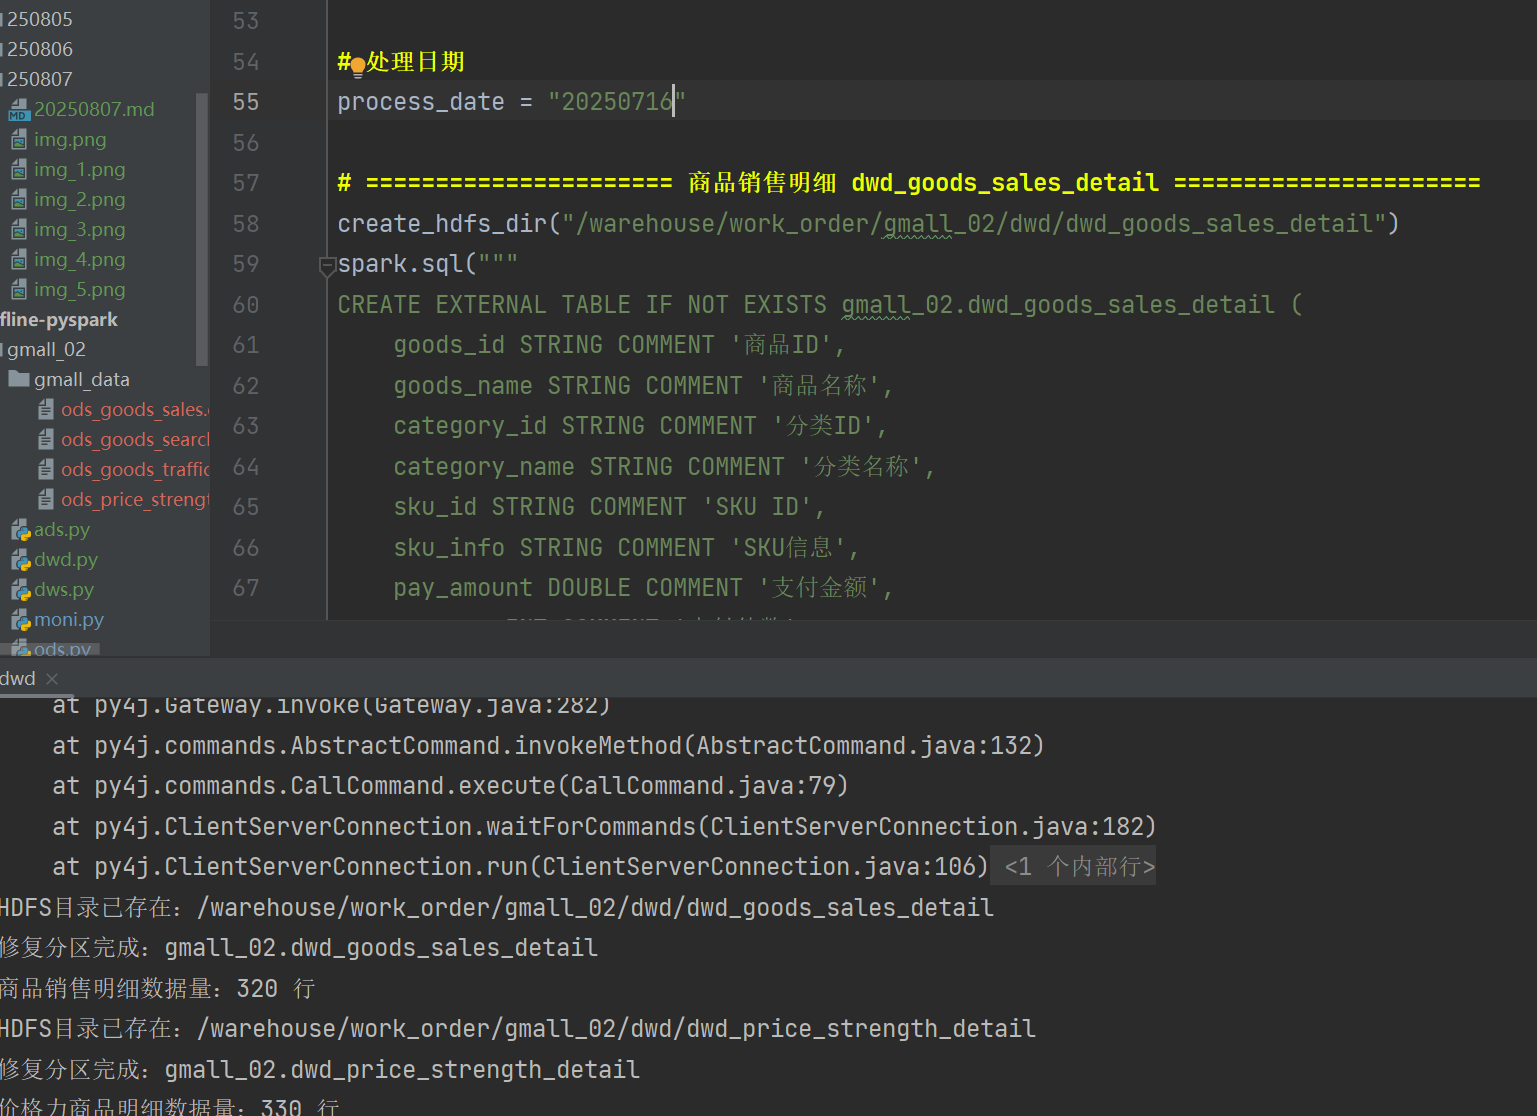 250805
250806
250807
20250807.md
img.png
img_1.png
img_2.png
img_3.png
img_4.png
img_5.png
fline-pyspark
gmall_02
gmall_data
ods_goods_sales.
ods_goods_search
ods_goods_traffic
ods_price_strengt
ads.py
dwd.py
dws.py
moni.py
ods.py
53
54 # 处理日期
55 process_date = "20250716"
56
57 # ====================== 商品销售明细 dwd_goods_sales_detail ======================
58 create_hdfs_dir("/warehouse/work_order/gmall_02/dwd/dwd_goods_sales_detail")
59 spark.sql("""
60 CREATE EXTERNAL TABLE IF NOT EXISTS gmall_02.dwd_goods_sales_detail (
61 goods_id STRING COMMENT '商品ID',
62 goods_name STRING COMMENT '商品名称',
63 category_id STRING COMMENT '分类ID',
64 category_name STRING COMMENT '分类名称',
65 sku_id STRING COMMENT 'SKU ID',
66 sku_info STRING COMMENT 'SKU信息',
67 pay_amount DOUBLE COMMENT '支付金额',
dwd
at py4j.Gateway.invoke(Gateway.java:282)
at py4j.commands.AbstractCommand.invokeMethod(AbstractCommand.java:132)
at py4j.commands.CallCommand.execute(CallCommand.java:79)
at py4j.ClientServerConnection.waitForCommands(ClientServerConnection.java:182)
at py4j.ClientServerConnection.run(ClientServerConnection.java:106) <1 个内部行>
HDFS目录已存在: /warehouse/work_order/gmall_02/dwd/dwd_goods_sales_detail
修复分区完成: gmall_02.dwd_goods_sales_detail
商品销售明细数据量: 320 行
HDFS目录已存在: /warehouse/work_order/gmall_02/dwd/dwd_price_strength_detail
修复分区完成: gmall_02.dwd_price_strength_detail
价格力商品明细数据量: 330 行